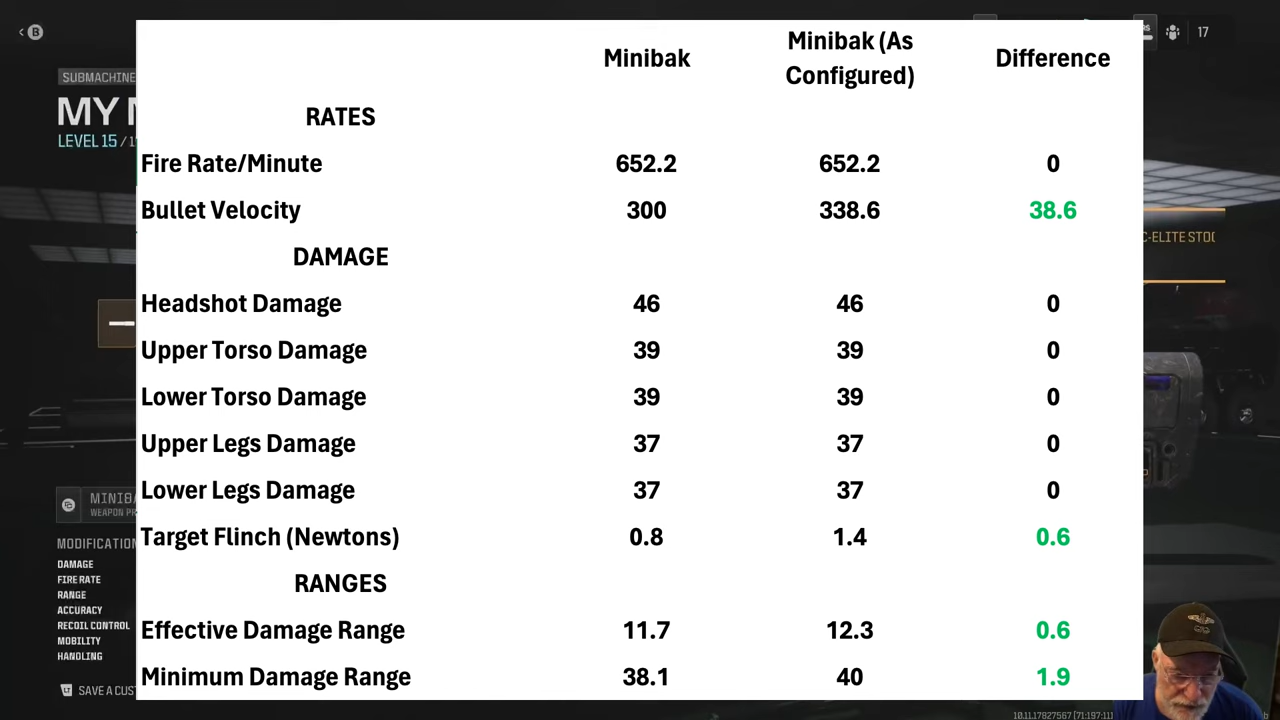 B
17
SUBMACHINE
MY
LEVEL 15
Minibak
Minibak (As
Configured)
Difference
RATES
Fire Rate/Minute 652.2 652.2 0
Bullet Velocity 300 338.6 38.6
DAMAGE
Headshot Damage 46 46 0
Upper Torso Damage 39 39 0
Lower Torso Damage 39 39 0
Upper Legs Damage 37 37 0
Lower Legs Damage 37 37 0
Target Flinch (Newtons) 0.8 1.4 0.6
RANGES
Effective Damage Range 11.7 12.3 0.6
Minimum Damage Range 38.1 40 1.9
C-ELITE
MINIBA
WEAPON PR
MODIFICATION
DAMAGE
FIRE RATE
RANGE
ACCURACY
RECOIL CONTROL
MOBILITY
HANDLING
SAVE A CUS